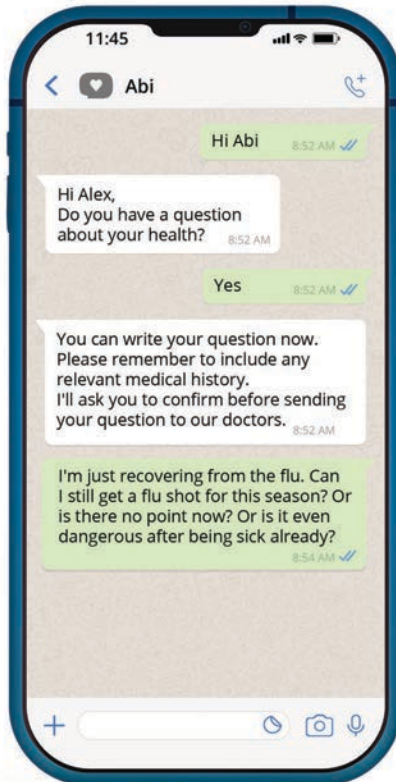 11:45
Abi
Hi Abi
8:52 AM
Hi Alex,
Do you have a question
about your health?
8:52 AM
Yes
8:52 AM
You can write your question now.
Please remember to include any
relevant medical history.
I'll ask you to confirm before sending
your question to our doctors.
8:52 AM
I'm just recovering from the flu. Can
I still get a flu shot for this season? Or
is there no point now? Or is it even
dangerous after being sick already?
8:54 AM